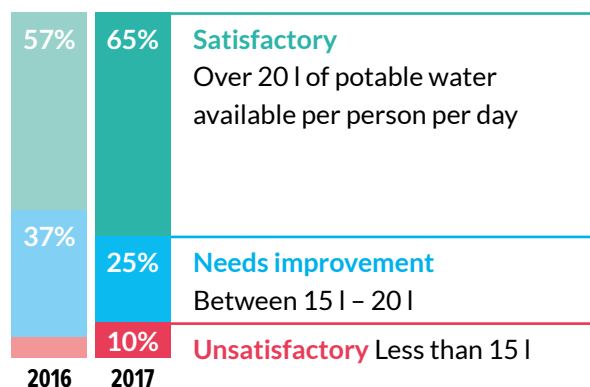 57% 65% Satisfactory
Over 20 l of potable water
available per person per day
37%
25% Needs improvement
Between 15 l – 20 l
10% Unsatisfactory Less than 15 l
2016 2017